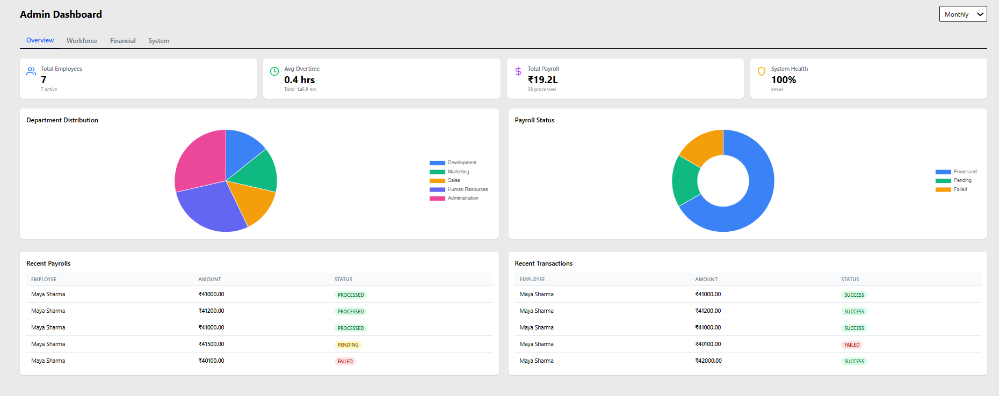 Admin Dashboard
Monthly
Overview Workforce Financial System
Total Employees
7
7 active
Avg Overtime
0.4 hrs
Total: 145.8 hrs
Total Payroll
₹19.2L
28 processed
System Health
100%
errors
Department Distribution
Development
Marketing
Sales
Human Resources
Administration
Payroll Status
Processed
Pending
Failed
Recent Payrolls
EMPLOYEE AMOUNT STATUS
Maya Sharma ₹41000.00 PROCESSED
Maya Sharma ₹41200.00 PROCESSED
Maya Sharma ₹41000.00 PROCESSED
Maya Sharma ₹41500.00 PENDING
Maya Sharma ₹40100.00 FAILED
Recent Transactions
EMPLOYEE AMOUNT STATUS
Maya Sharma ₹41000.00 SUCCESS
Maya Sharma ₹41200.00 SUCCESS
Maya Sharma ₹41000.00 SUCCESS
Maya Sharma ₹40100.00 FAILED
Maya Sharma ₹42000.00 SUCCESS